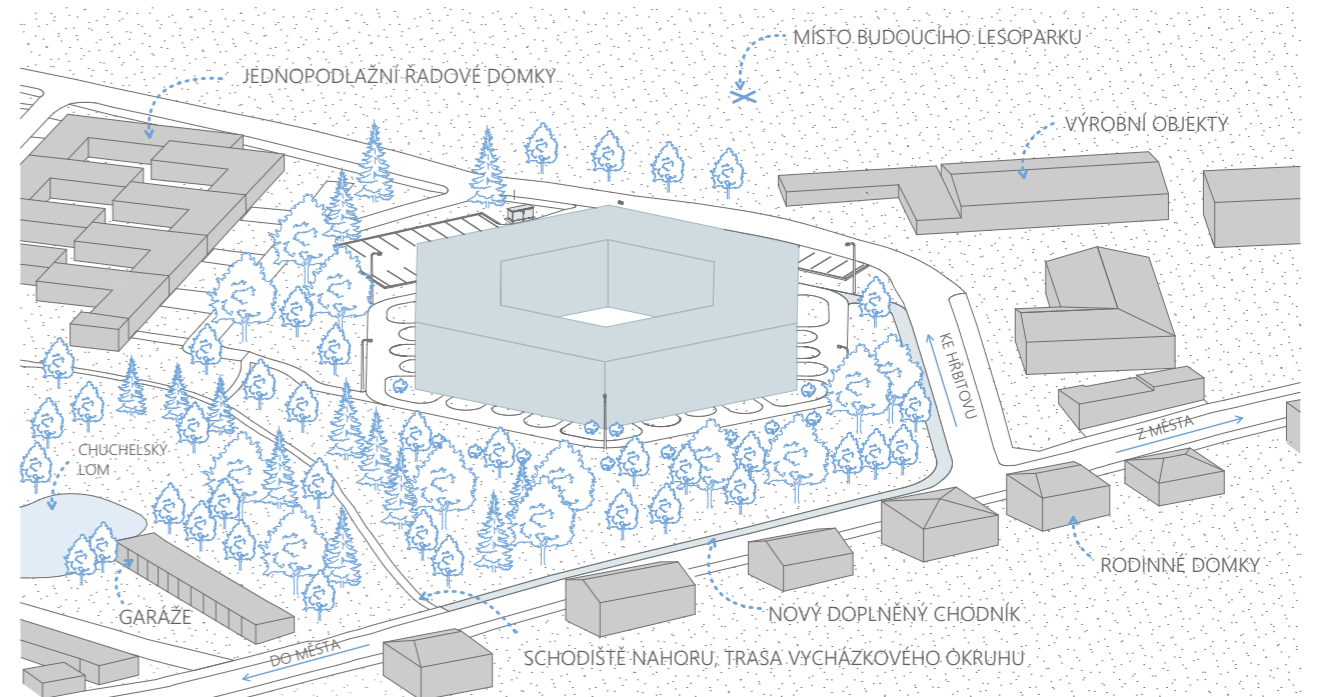 MÍSTO BUDOUCÍHO LESOPARKU
JEDNOPODLAŽNÍ ŘADOVÉ DOMKY
VÝROBNÍ OBJEKTY
KE HŘBITOVU
Z MĚSTA
CHUCHELSKÝ
LOM
RODINNÉ DOMKY
GARÁŽE
NOVÝ DOPLNĚNÝ CHODNÍK
DO MĚSTA
SCHODIŠTĚ NAHORU, TRASA VYCHÁZKOVÉHO OKRUHU